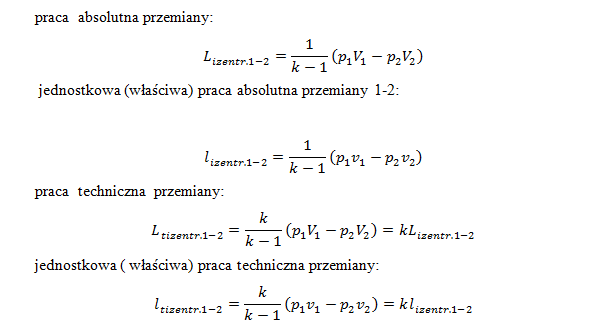 praca absolutna przemiany:
L_{izentr.1−2} = \frac{1}{k − 1} (p_1V_1 − p_2V_2)
jednostkowa (właściwa) praca absolutna przemiany 1-2:
l_{izentr.1−2} = \frac{1}{k − 1} (p_1v_1 − p_2v_2)
praca techniczna przemiany:
L_{tizentr.1−2} = \frac{k}{k − 1} (p_1V_1 − p_2V_2) = kL_{izentr.1−2}
jednostkowa ( właściwa) praca techniczna przemiany:
l_{tizentr.1−2} = \frac{k}{k − 1} (p_1v_1 − p_2v_2) = kl_{izentr.1−2}